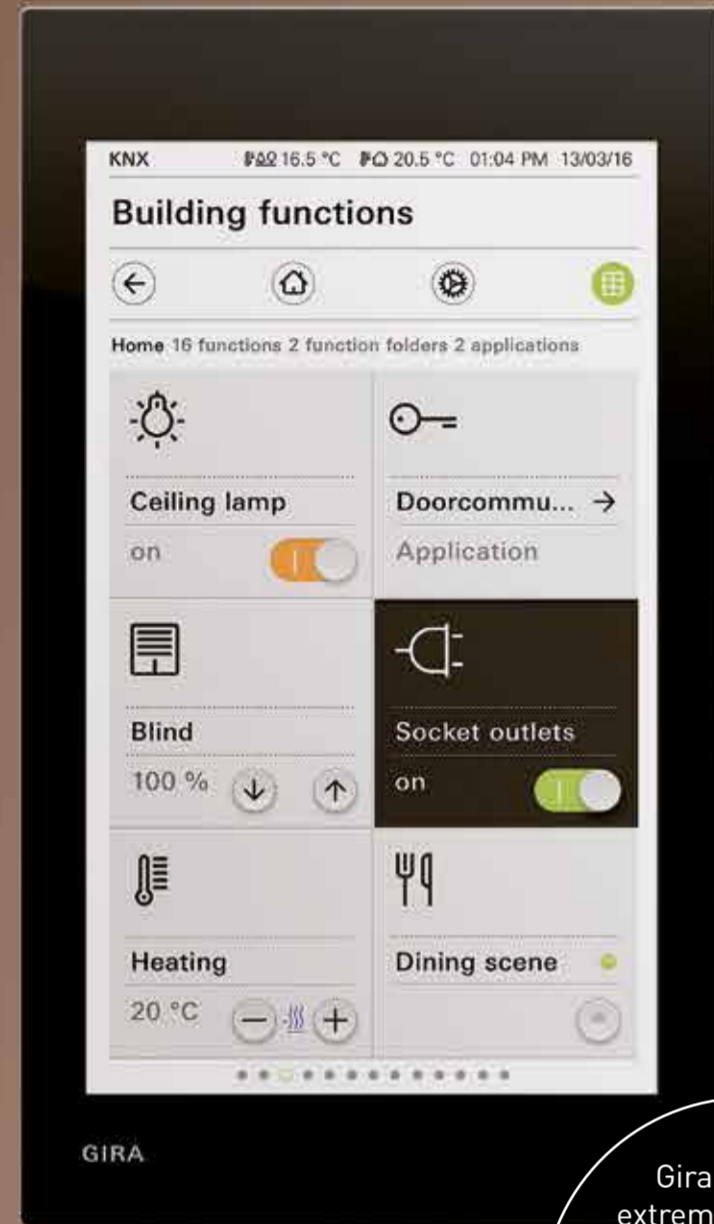 KNX 16.5 °C 20.5 °C 01:04 PM 13/03/16
Building functions
Home 16 functions 2 function folders 2 applications
Ceiling lamp
on
Doorcommu... →
Application
Blind
100 %
Socket outlets
on
Heating
20 °C
Dining scene
GIRA
Gira
extrem